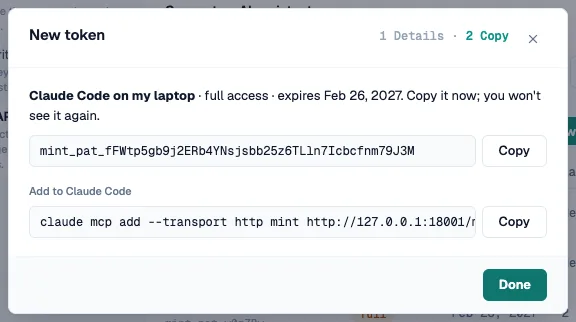 New token
1 Details · 2 Copy ×
Claude Code on my laptop · full access · expires Feb 26, 2027. Copy it now; you won't
see it again.
mint_pat_fFWtp5gb9j2ERb4YNsjsbb25z6TLln7Icbcfnm79J3M
Copy
Add to Claude Code
claude mcp add --transport http mint http://127.0.0.1:18001/
Copy
Done